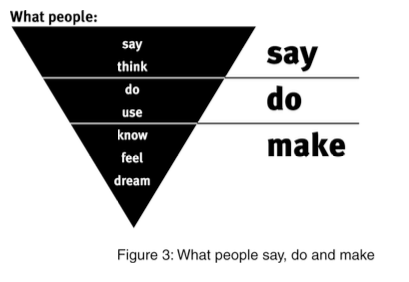 What people:
say
think
do
use
know
feel
dream
say
do
make
Figure 3: What people say, do and make